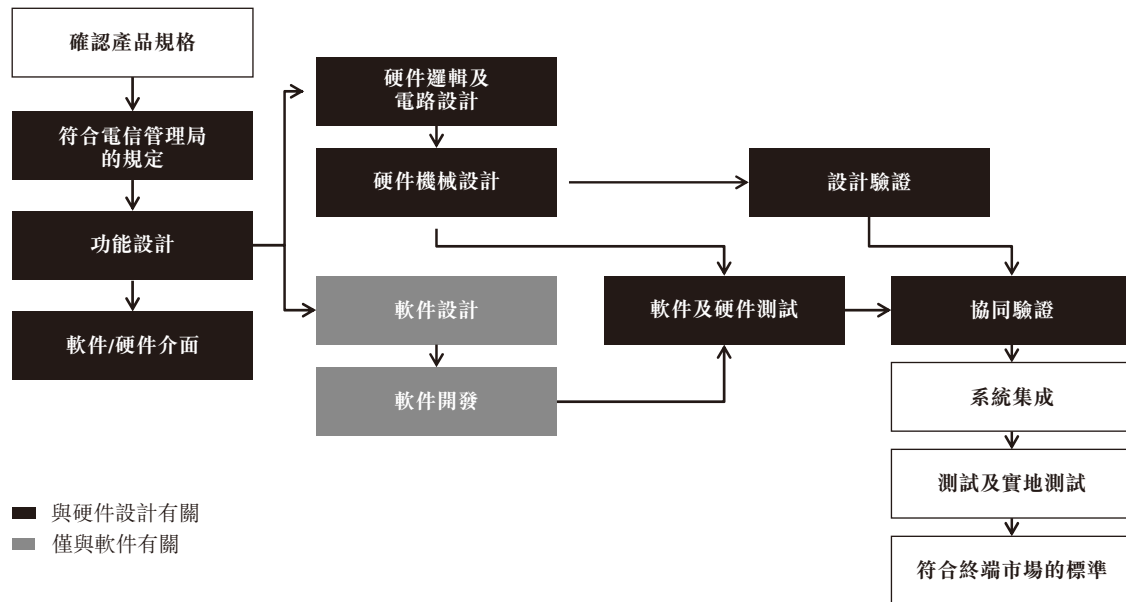 確認產品規格
符合電信管理局
的規定
功能設計
軟件/硬件介面
硬件邏輯及
電路設計
硬件機械設計
設計驗證
軟件設計
軟件開發
軟件及硬件測試
協同驗證
系統集成
測試及實地測試
符合終端市場的標準
與硬件設計有關
僅與軟件有關